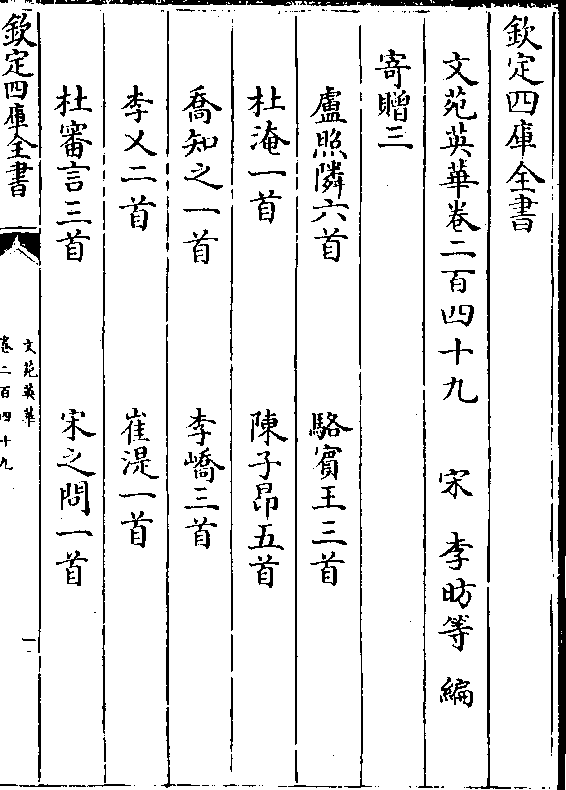 欽定四庫全書
文苑英華卷二百四十九　宋　李昉等　編
寄贈三
盧照隣六首　駱賓王三首
杜淹一首　陳子昂五首
喬知之一首　李嶠三首
李乂二首　崔湜一首
杜審言三首　宋之問一首
欽定四庫全書
文苑英華
卷二百四十九
一